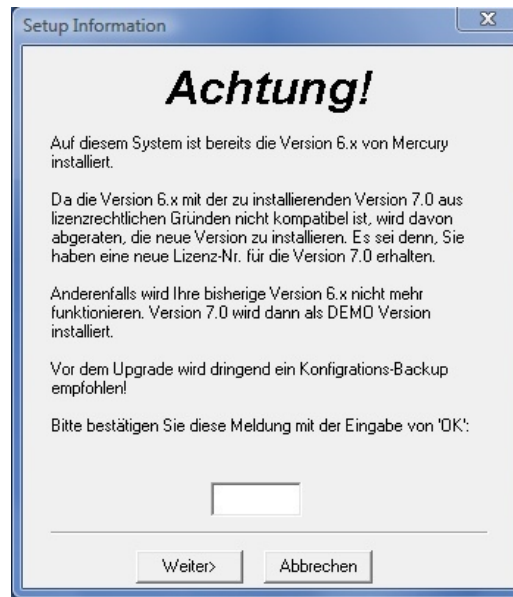 Setup Information
Achtung!
Auf diesem System ist bereits die Version 6.x von Mercury
installiert.
Da die Version 6.x mit der zu installierenden Version 7.0 aus
lizenzrechtlichen Gründen nicht kompatibel ist, wird davon
abgeraten, die neue Version zu installieren. Es sei denn, Sie
haben eine neue Lizenz-Nr. für die Version 7.0 erhalten.
Anderenfalls wird Ihre bisherige Version 6.x nicht mehr
funktionieren. Version 7.0 wird dann als DEMO Version
installiert.
Vor dem Upgrade wird dringend ein Konfigrations-Backup
empfohlen!
Bitte bestätigen Sie diese Meldung mit der Eingabe von 'OK':
Weiter>
Abbrechen